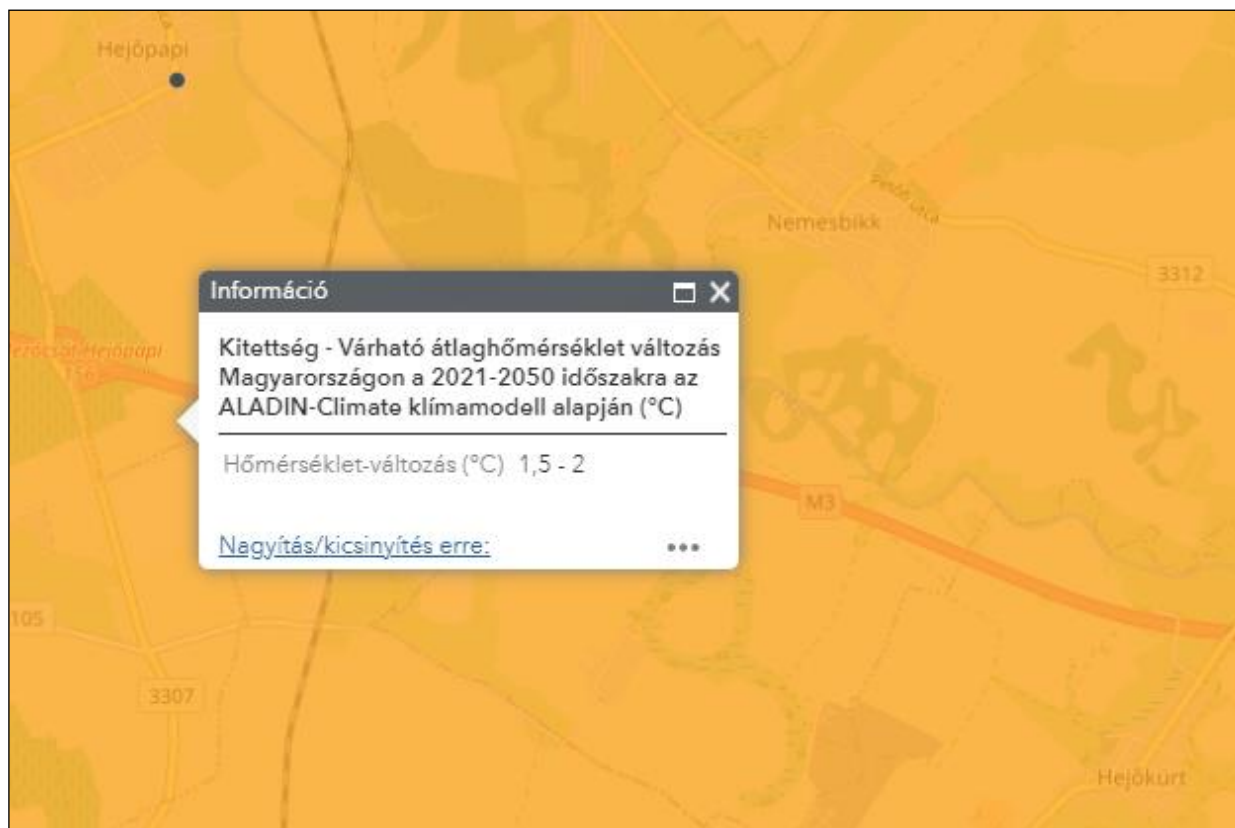 Hejőpapi
Nemesbikk
Petőfi utca
3312
Információ
Kitettség - Várható átlaghőmérséklet változás
Magyarországon a 2021-2050 időszakra az
ALADIN-Climate klímamodell alapján (°C)
Hőmérséklet-változás (°C) 1,5 - 2
Nagyítás/kicsinyítés erre:
M3
105
3307
Hejőkürt